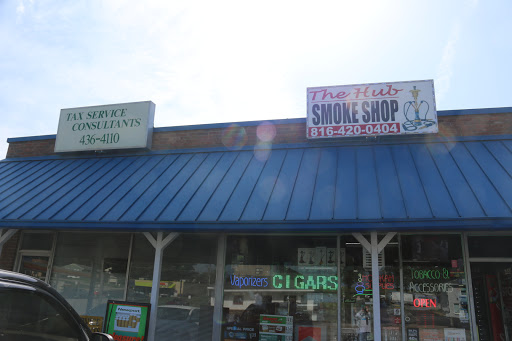 TAX SERVICE
CONSULTANTS
436-4110
The Hub
SMOKE SHOP
816-420-0404
Vaporizers CIGARS
TOBACCO &
ACCESSORIES
OPEN